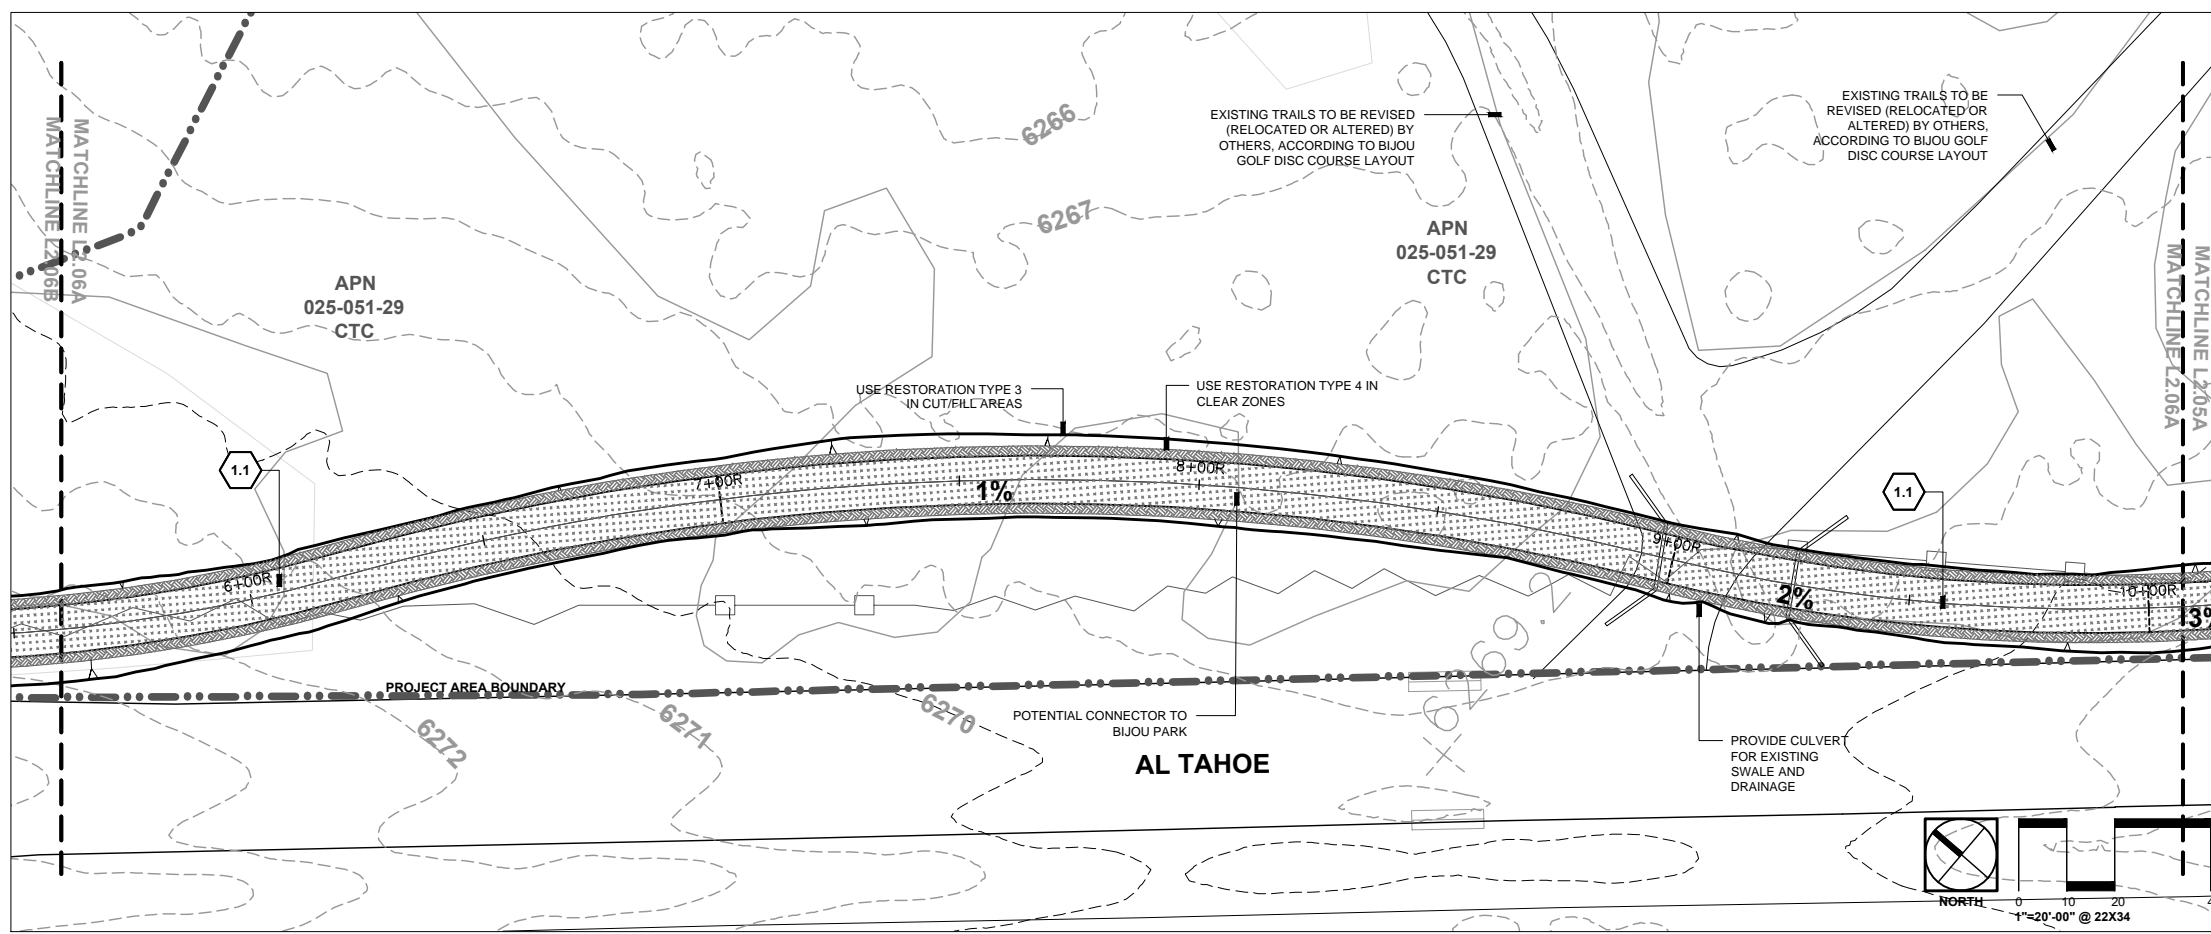 6266
EXISTING TRAILS TO BE REVISED
(RELOCATED OR ALTERED) BY
OTHERS, ACCORDING TO BIJOU
GOLF DISC COURSE LAYOUT
EXISTING TRAILS TO BE
REVISED (RELOCATED OR
ALTERED) BY OTHERS,
ACCORDING TO BIJOU GOLF
DISC COURSE LAYOUT
MATCHLINE L2.06B
MATCHLINE L2.06A
6267
APN
025-051-29
CTC
APN
025-051-29
CTC
MATCHLINE L2.06A
MATCHLINE L2.05A
USE RESTORATION TYPE 3
IN CUT/FILL AREAS
USE RESTORATION TYPE 4 IN
CLEAR ZONES
1.1
1.1
6+00R
7+00R
1%
8+00R
9+00R
2%
10+00R
3%
PROJECT AREA BOUNDARY
6272
6271
6270
POTENTIAL CONNECTOR TO
BIJOU PARK
AL TAHOE
PROVIDE CULVERT
FOR EXISTING
SWALE AND
DRAINAGE
NORTH
0 10 20
1"=20'-00" @ 22X34